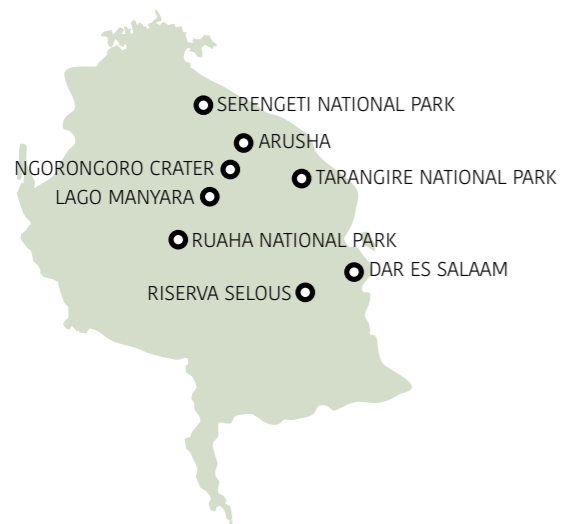 SERENGETI NATIONAL PARK
ARUSHA
NGORONGORO CRATER
TARANGIRE NATIONAL PARK
LAGO MANYARA
RUAHA NATIONAL PARK
DAR ES SALAAM
RISERVA SELOUS